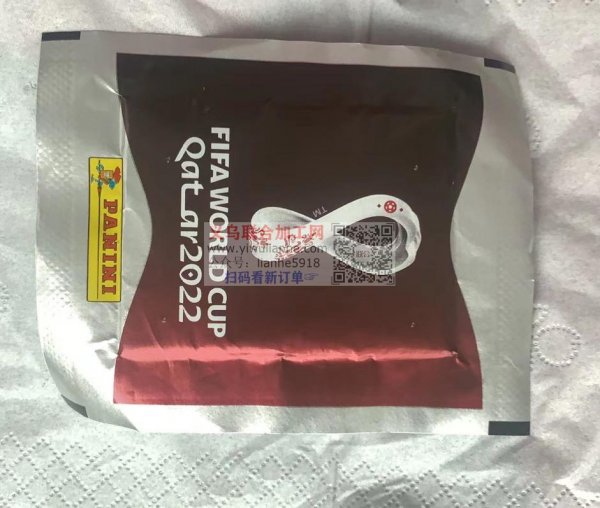 PANINI
FIFA WORLD CUP
Qatar2022
TM
义乌联合加工网
www.yiwulianhe.com
公众号：lianhe5918
扫码看新订单☞